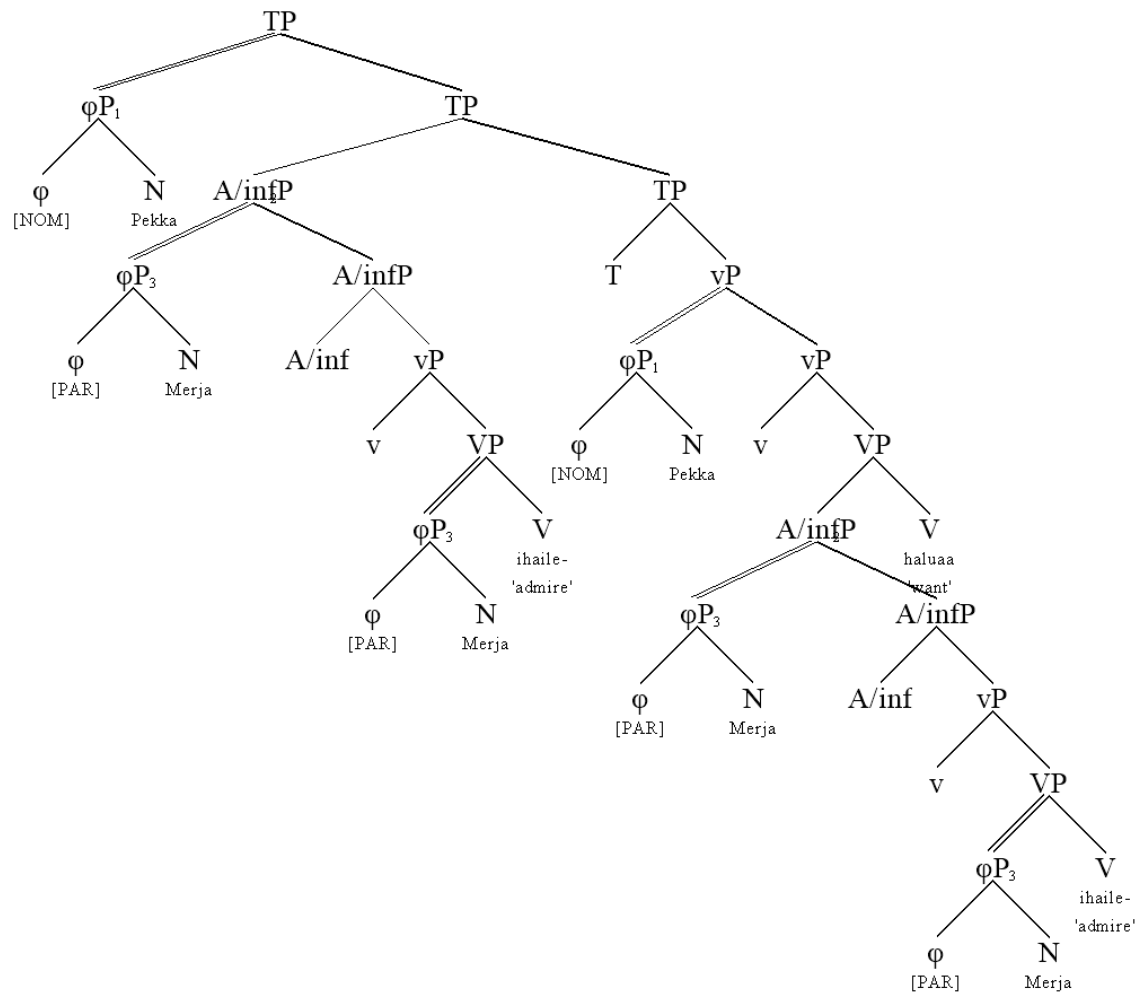 TP
φP₁ TP
φ N A/inf₂P TP
[NOM] Pekka
φP₃ A/infP T vP
φ N A/inf vP φP₁ vP
[PAR] Merja
v VP φ N v VP
[NOM] Pekka
φP₃ V A/inf₂P V
ihaile- haluaa
'admire' 'want'
φ N φP₃ A/infP
[PAR] Merja
φ N A/inf vP
[PAR] Merja
v VP
φP₃ V
ihaile-
'admire'
φ N
[PAR] Merja